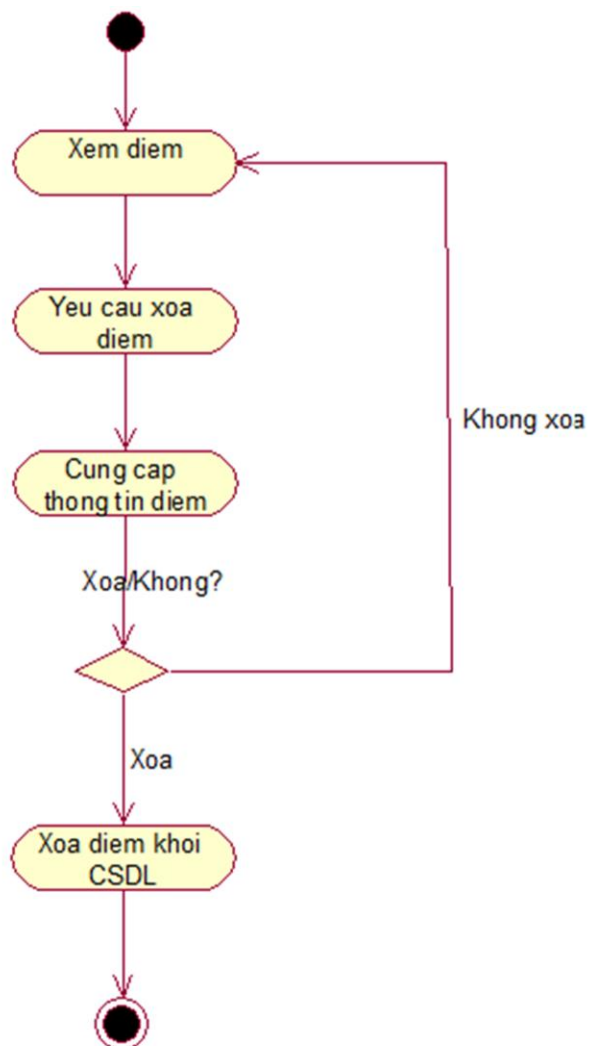 Xem diem
Yeu cau xoa
diem
Khong xoa
Cung cap
thong tin diem
Xoa/Khong?
Xoa
Xoa diem khoi
CSDL